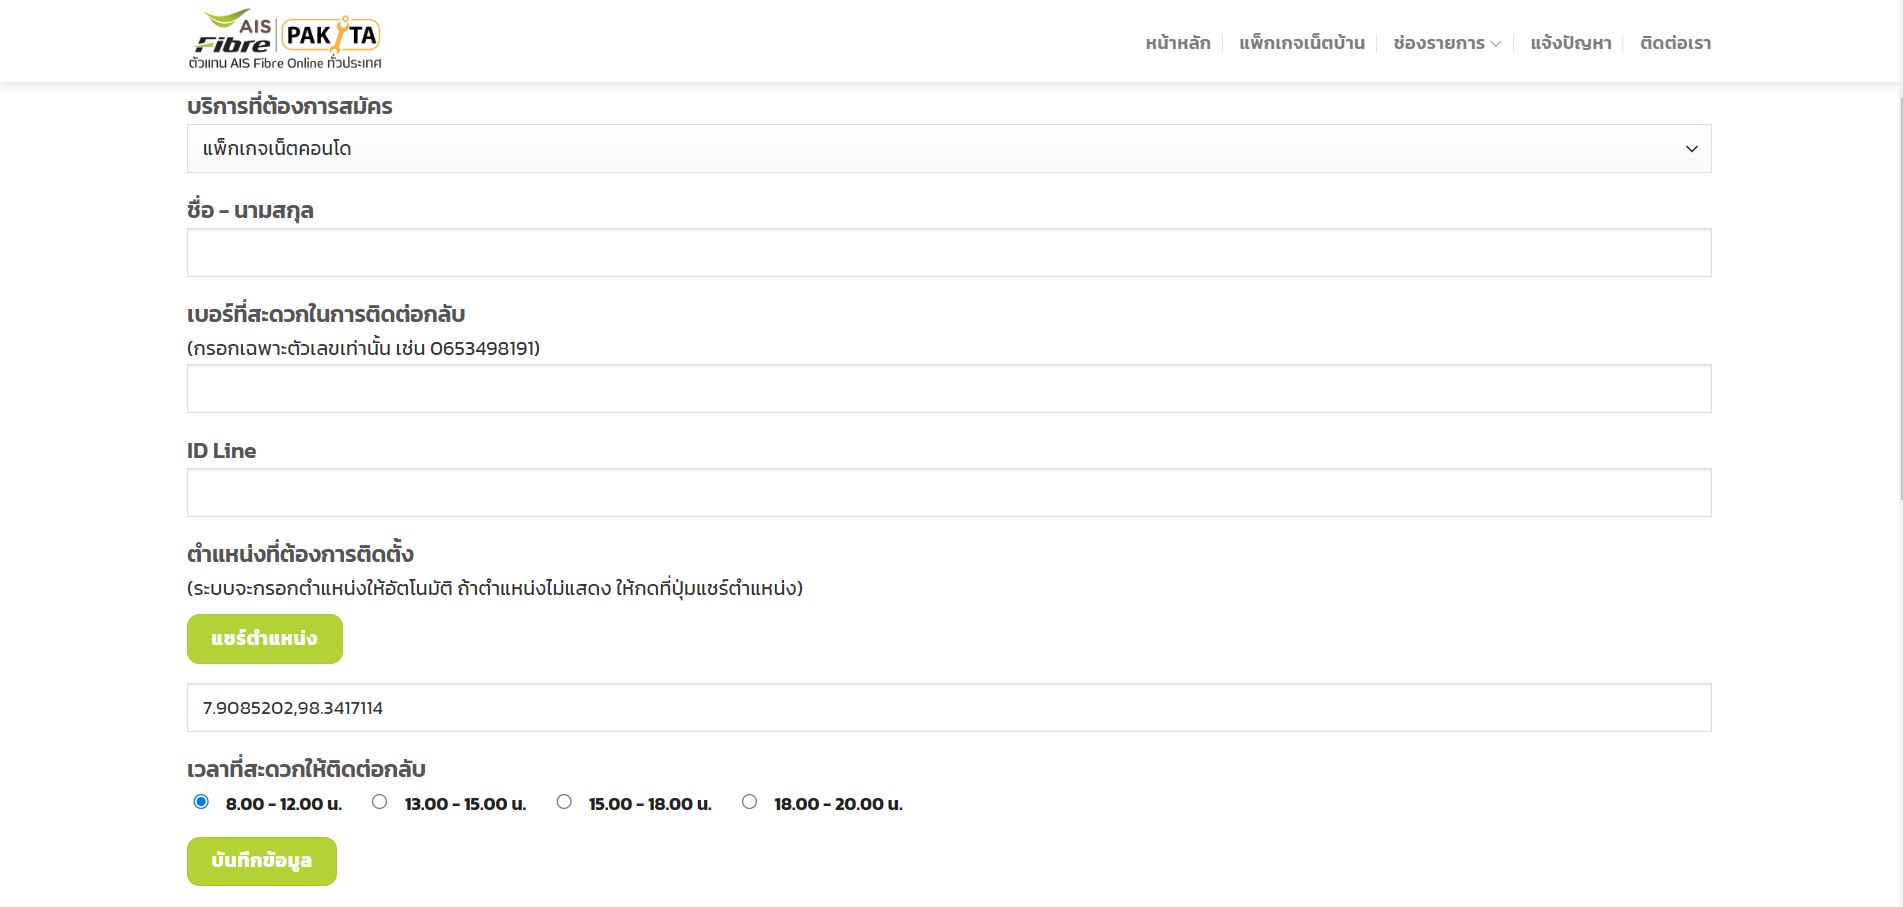 AIS Fibre PAKITA
ตัวแทน AIS Fibre Online ทั่วประเทศ
หน้าหลัก แพ็กเกจเน็ตบ้าน ช่องรายการ แจ้งปัญหา ติดต่อเรา
บริการที่ต้องการสมัคร
แพ็กเกจเน็ตคอนโด
ชื่อ - นามสกุล
เบอร์ที่สะดวกในการติดต่อกลับ
(กรอกเฉพาะตัวเลขเท่านั้น เช่น 0653498191)
ID Line
ตำแหน่งที่ต้องการติดตั้ง
(ระบบจะกรอกตำแหน่งให้อัตโนมัติ ถ้าตำแหน่งไม่แสดง ให้กดที่ปุ่มแชร์ตำแหน่ง)
แชร์ตำแหน่ง
7.9085202,98.3417114
เวลาที่สะดวกให้ติดต่อกลับ
8.00 - 12.00 น. 13.00 - 15.00 น. 15.00 - 18.00 น. 18.00 - 20.00 น.
บันทึกข้อมูล